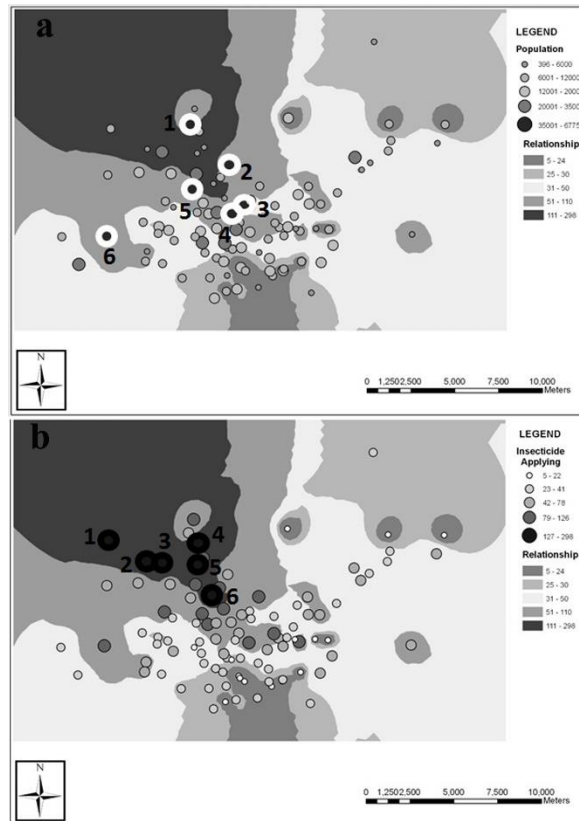 a
LEGEND
Population
396 - 6000
6001 - 12000
12001 - 2000
20001 - 3500
35001 - 6775
Relationship
5 - 24
25 - 30
31 - 50
51 - 110
111 - 298
1
2
3
4
5
6
N
0 1,250 2,500 5,000 7,500 10,000
Meters
b
LEGEND
Insecticide
Applying
5 - 22
23 - 41
42 - 78
79 - 126
127 - 298
Relationship
5 - 24
25 - 30
31 - 50
51 - 110
111 - 298
1
2
3
4
5
6
N
0 1,250 2,500 5,000 7,500 10,000
Meters